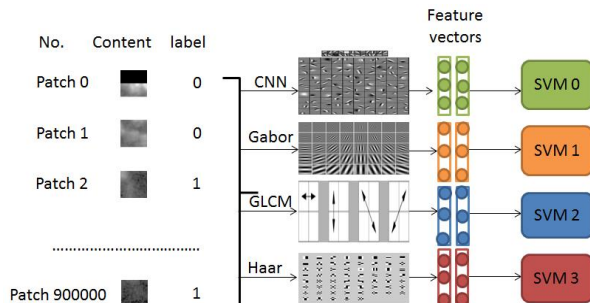 No. Content label
Feature vectors
Patch 0 0
Patch 1 0
Patch 2 1
Patch 900000 1
CNN
Gabor
GLCM
Haar
SVM 0
SVM 1
SVM 2
SVM 3